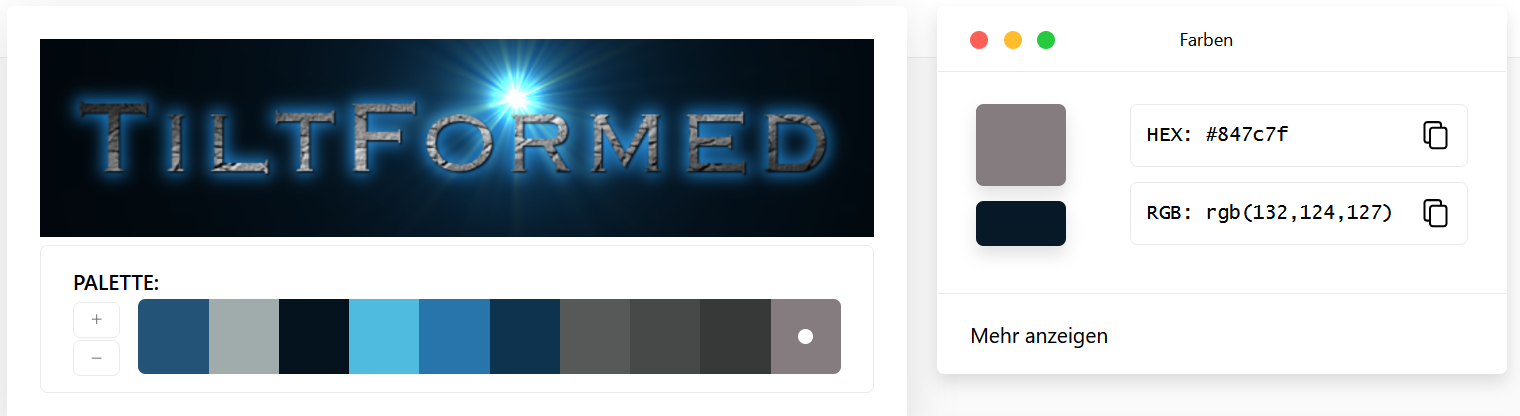 TiltFormed
PALETTE:
+
−
Farben
HEX: #847c7f
RGB: rgb(132,124,127)
Mehr anzeigen